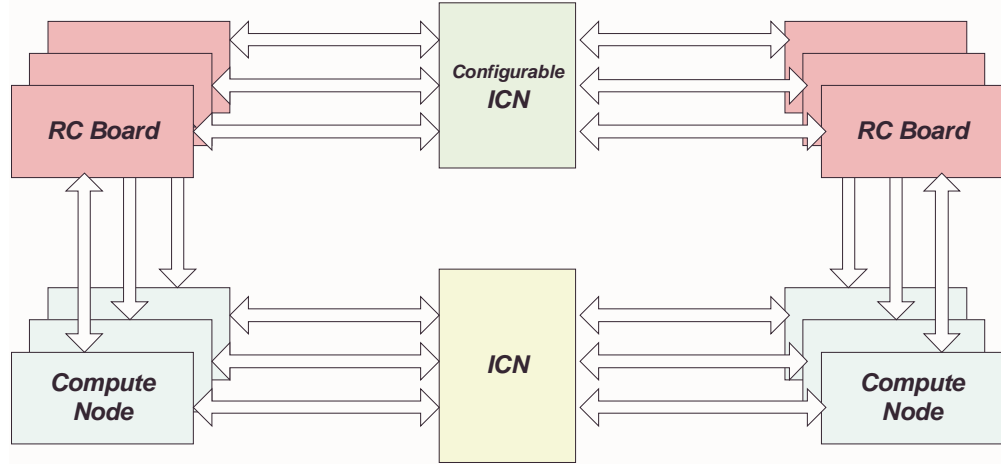 Configurable
ICN
RC Board
RC Board
ICN
Compute
Node
Compute
Node